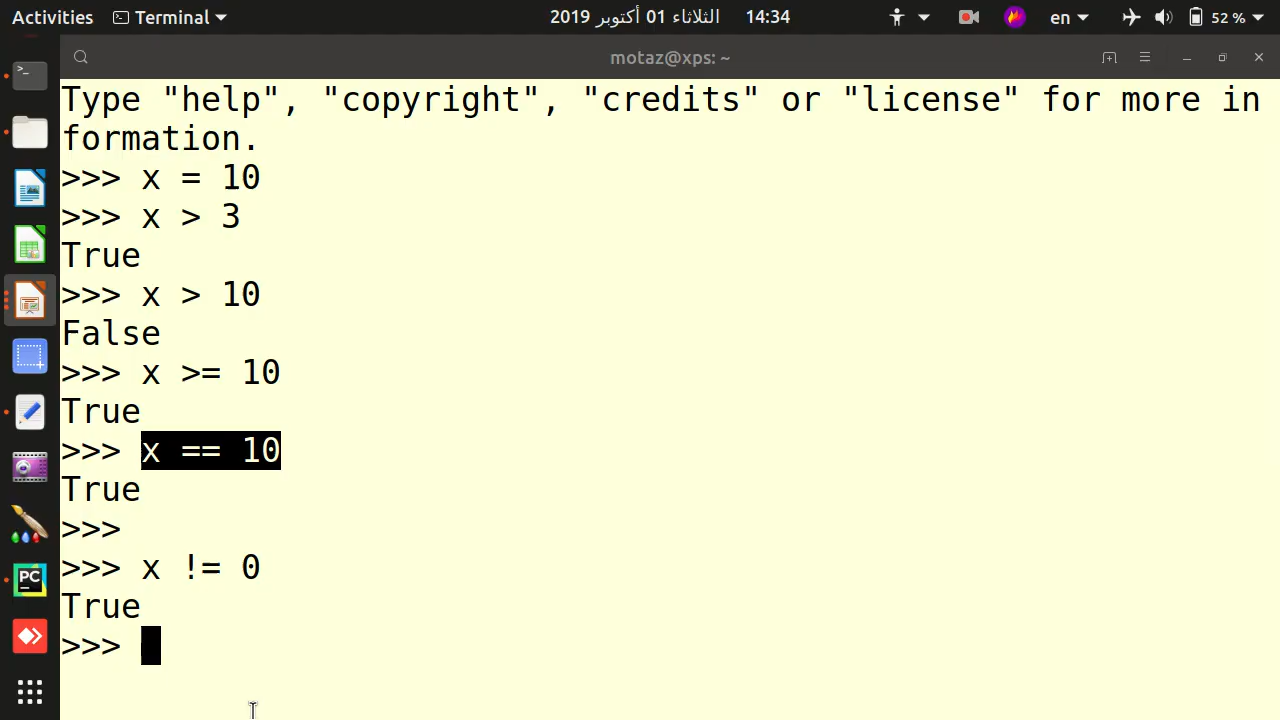 Activities Terminal الثلاثاء 01 أكتوبر 2019 14:34 en 52 %
motaz@xps: ~
Type "help", "copyright", "credits" or "license" for more in
formation.
>>> x = 10
>>> x > 3
True
>>> x > 10
False
>>> x >= 10
True
>>> x == 10
True
>>>
>>> x != 0
True
>>>
PC